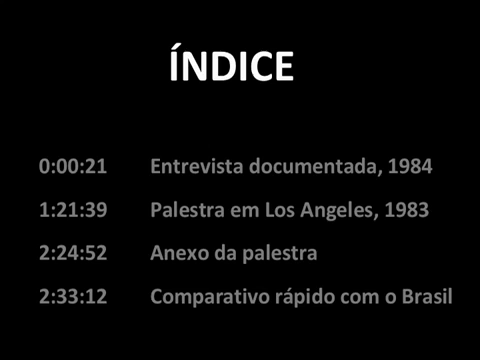 ÍNDICE
0:00:21 Entrevista documentada, 1984
1:21:39 Palestra em Los Angeles, 1983
2:24:52 Anexo da palestra
2:33:12 Comparativo rápido com o Brasil